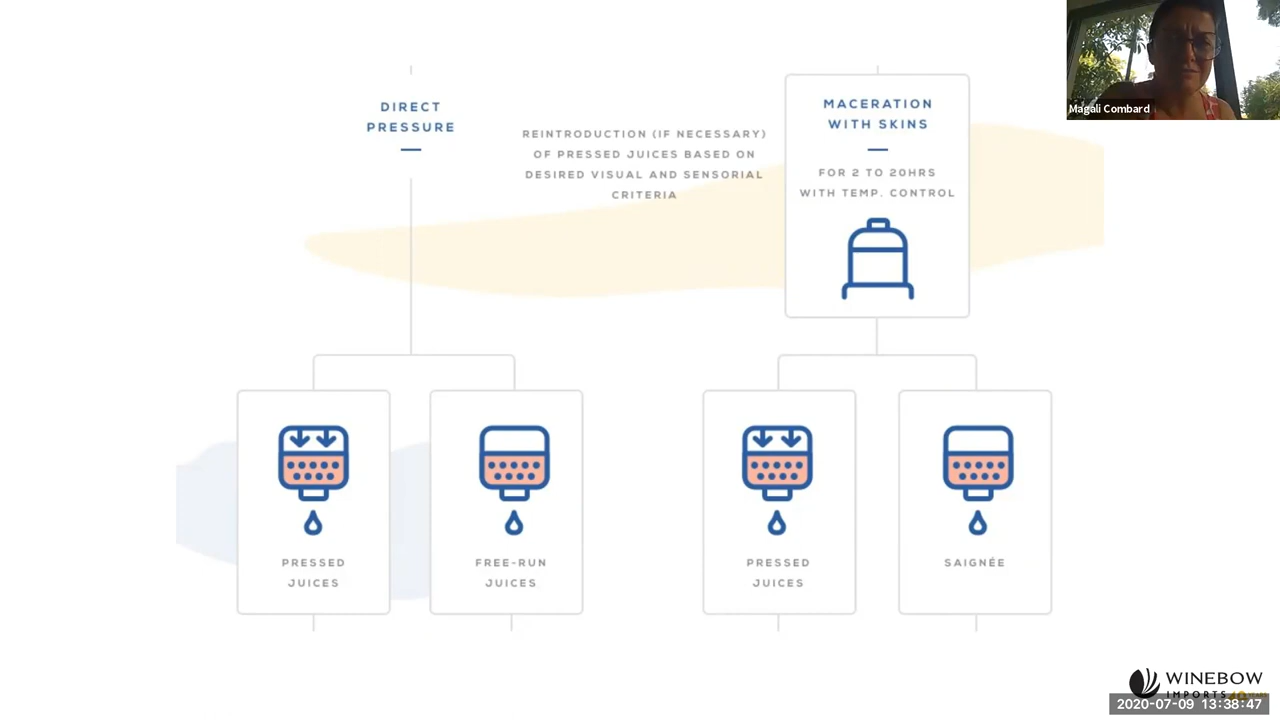 DIRECT
PRESSURE
REINTRODUCTION (IF NECESSARY)
OF PRESSED JUICES BASED ON
DESIRED VISUAL AND SENSORIAL
CRITERIA
MACERATION
WITH SKINS
FOR 2 TO 20HRS
WITH TEMP. CONTROL
Magali Combard
PRESSED
JUICES
FREE-RUN
JUICES
PRESSED
JUICES
SAIGNÉE
WINEBOW
IMPORTS
2020-07-09 13:38:47